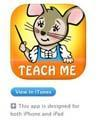 TEACH ME
View In iTunes
+ This app is designed for
both iPhone and iPad